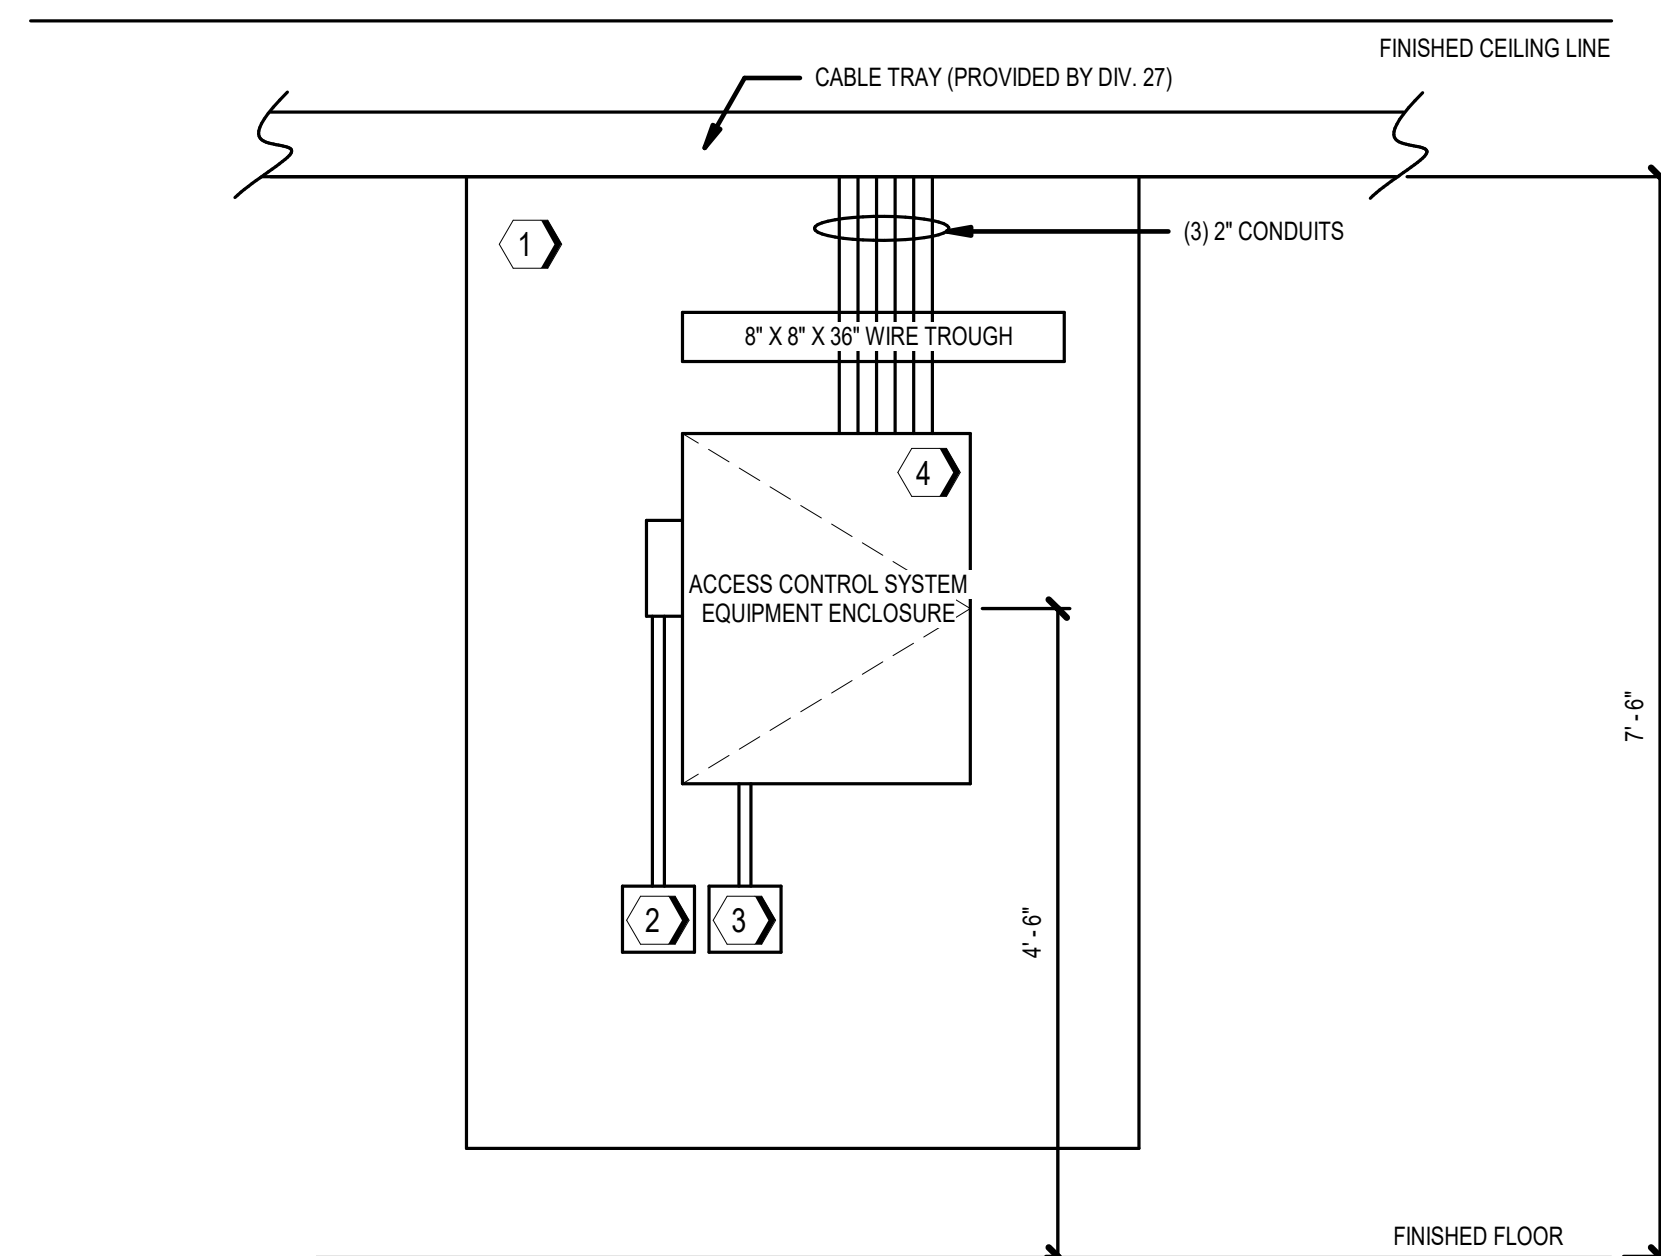 FINISHED CEILING LINE
CABLE TRAY (PROVIDED BY DIV. 27)
1
(3) 2" CONDUITS
8" X 8" X 36" WIRE TROUGH
4
ACCESS CONTROL SYSTEM
EQUIPMENT ENCLOSURE
7' - 6"
2
3
4' - 6"
FINISHED FLOOR